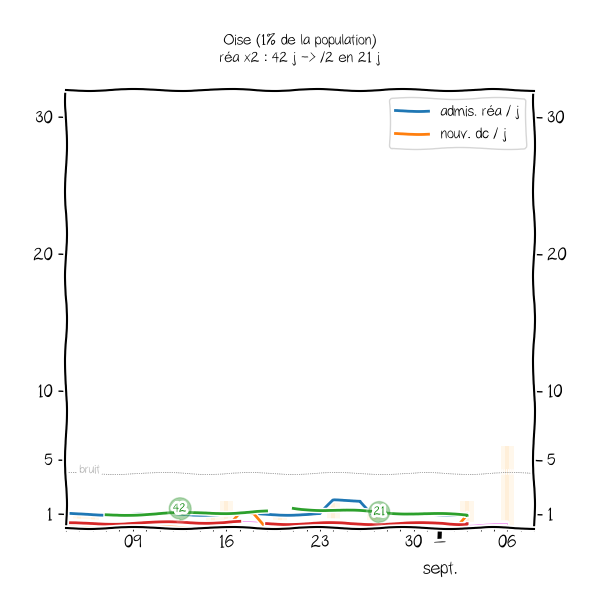 Oise (1% de la population)
réa x2 : 42 j -> /2 en 21 j
admis. réa / j
nouv. dc / j
30 30
20 20
10 10
5 5
bruit
1 42 21 1
09 16 23 30 1 06
sept.